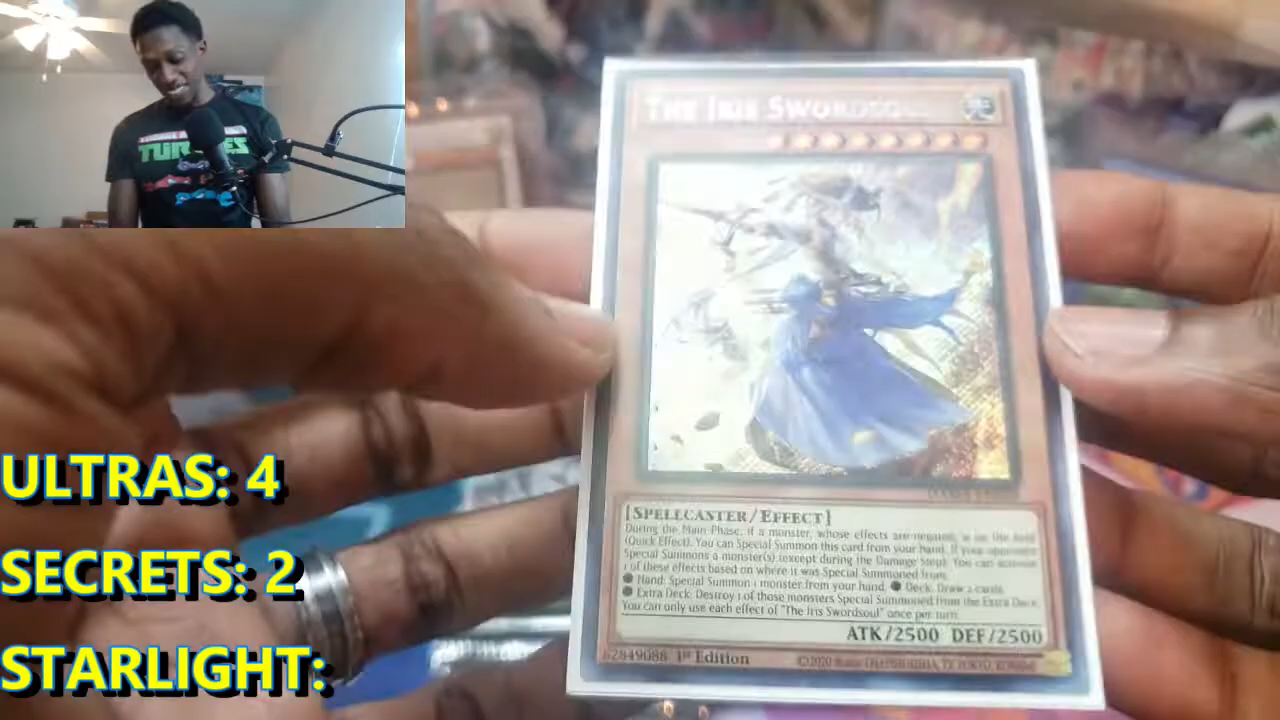 TURTLES
THE IRIS SWORDSOUL
[SPELLCASTER/EFFECT]
During the Main Phase, if a monster, whose effects are negated, is on the field
(Quick Effect): You can Special Summon this card from your hand. If your opponent
Special Summons a monster(s) (except during the Damage Step): You can activate
1 of these effects based on where it was Special Summoned from.
● Hand: Special Summon 1 monster from your hand. ● Deck: Draw 2 cards.
● Extra Deck: Destroy 1 of those monsters Special Summoned from the Extra Deck.
You can only use each effect of "The Iris Swordsoul" once per turn.
ATK/2500 DEF/2500
62849088 1st Edition
©2020 Studio Dice/SHUEISHA, TV TOKYO, KONAMI
ULTRAS: 4
SECRETS: 2
STARLIGHT: